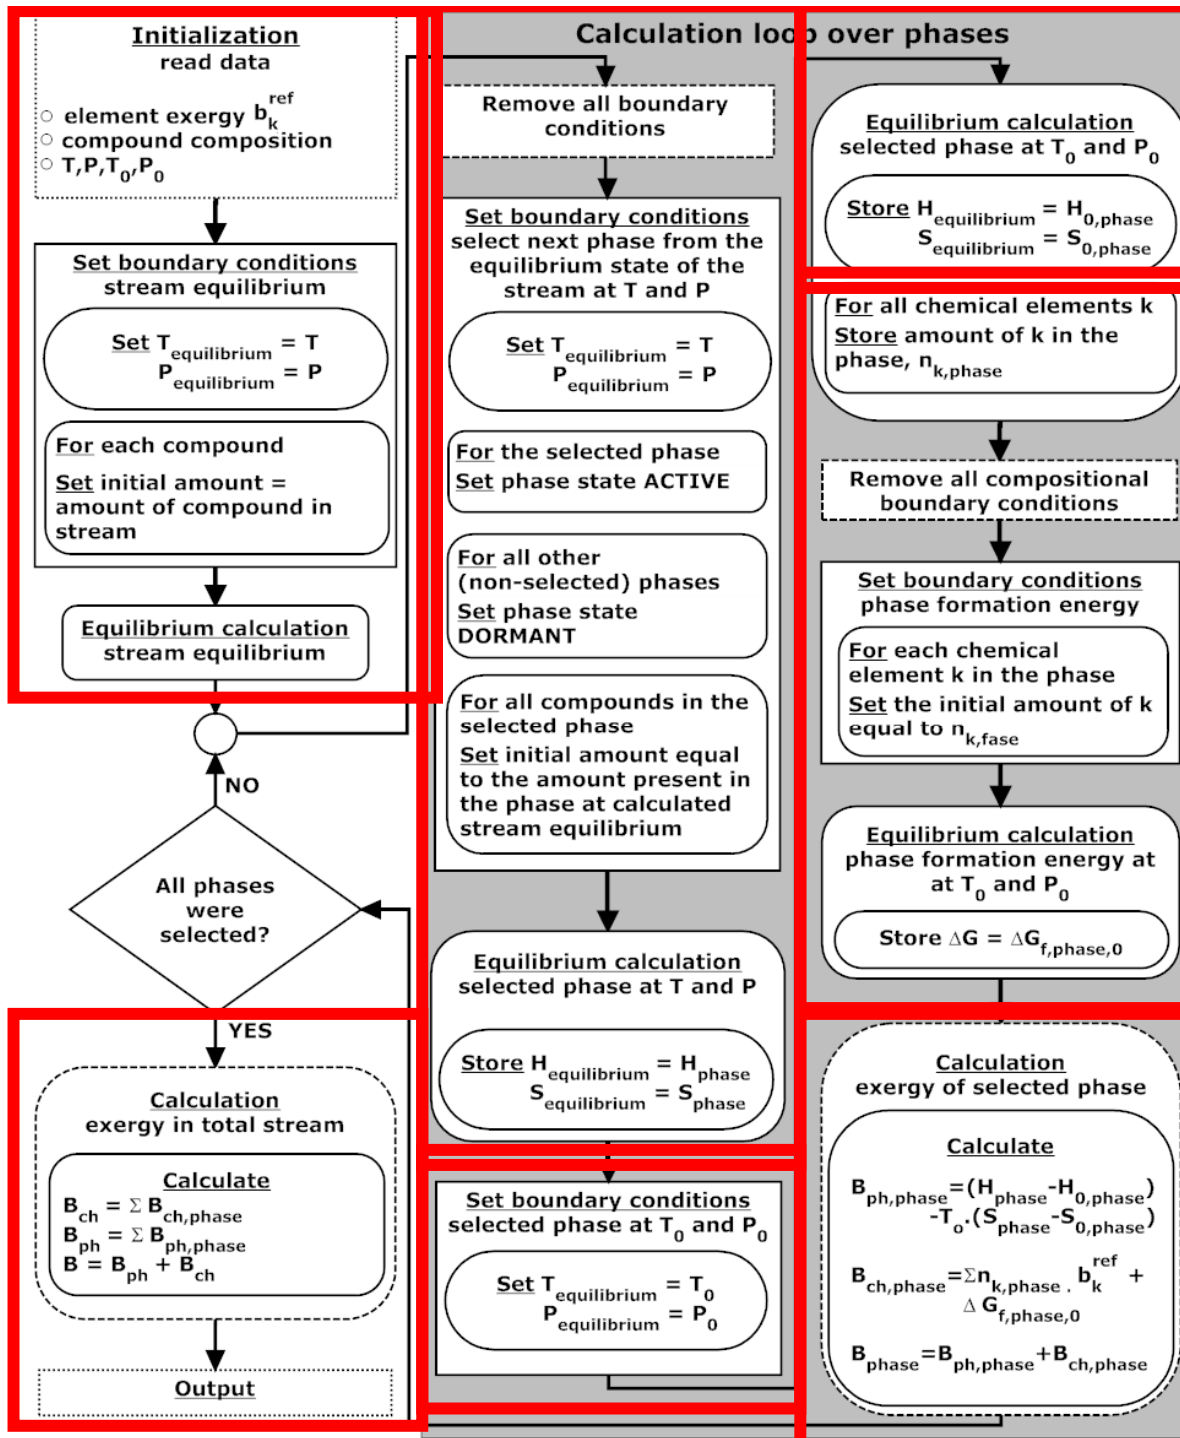 Initialization
read data
○ element exergy b_k^ref
○ compound composition
○ T,P,T_0,P_0
Set boundary conditions
stream equilibrium
Set T_equilibrium = T
P_equilibrium = P
For each compound
Set initial amount =
amount of compound in
stream
Equilibrium calculation
stream equilibrium
NO
All phases
were
selected?
YES
Calculation
exergy in total stream
Calculate
B_ch = Σ B_ch,phase
B_ph = Σ B_ph,phase
B = B_ph + B_ch
Output
Calculation loop over phases
Remove all boundary
conditions
Set boundary conditions
select next phase from the
equilibrium state of the
stream at T and P
Set T_equilibrium = T
P_equilibrium = P
For the selected phase
Set phase state ACTIVE
For all other
(non-selected) phases
Set phase state
DORMANT
For all compounds in the
selected phase
Set initial amount equal
to the amount present in
the phase at calculated
stream equilibrium
Equilibrium calculation
selected phase at T and P
Store H_equilibrium = H_phase
S_equilibrium = S_phase
Set boundary conditions
selected phase at T_0 and P_0
Set T_equilibrium = T_0
P_equilibrium = P_0
Equilibrium calculation
selected phase at T_0 and P_0
Store H_equilibrium = H_0,phase
S_equilibrium = S_0,phase
For all chemical elements k
Store amount of k in the
phase, n_k,phase
Remove all compositional
boundary conditions
Set boundary conditions
phase formation energy
For each chemical
element k in the phase
Set the initial amount of k
equal to n_k,fase
Equilibrium calculation
phase formation energy at
at T_0 and P_0
Store ΔG = ΔG_f,phase,0
Calculation
exergy of selected phase
Calculate
B_ph,phase=(H_phase-H_0,phase)
-T_o.(S_phase-S_0,phase)
B_ch,phase=Σn_k,phase . b_k^ref +
Δ G_f,phase,0
B_phase=B_ph,phase+B_ch,phase